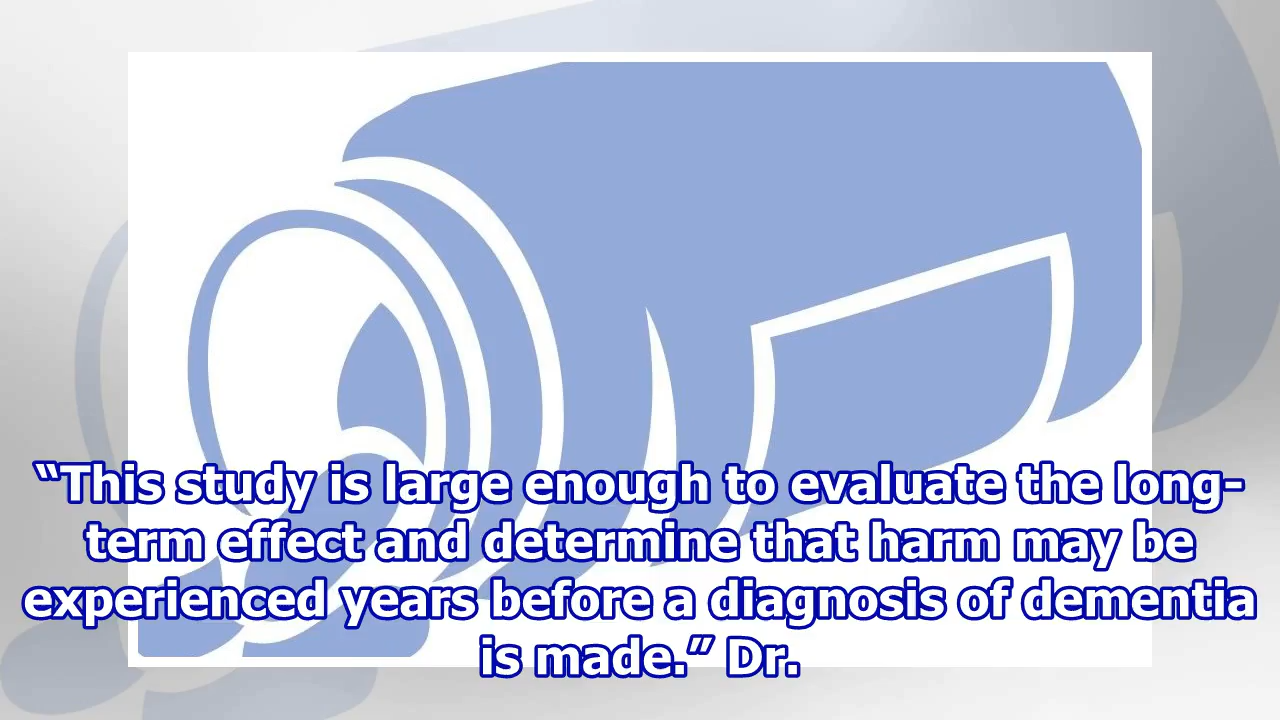 “This study is large enough to evaluate the long-
term effect and determine that harm may be
experienced years before a diagnosis of dementia
is made.” Dr.